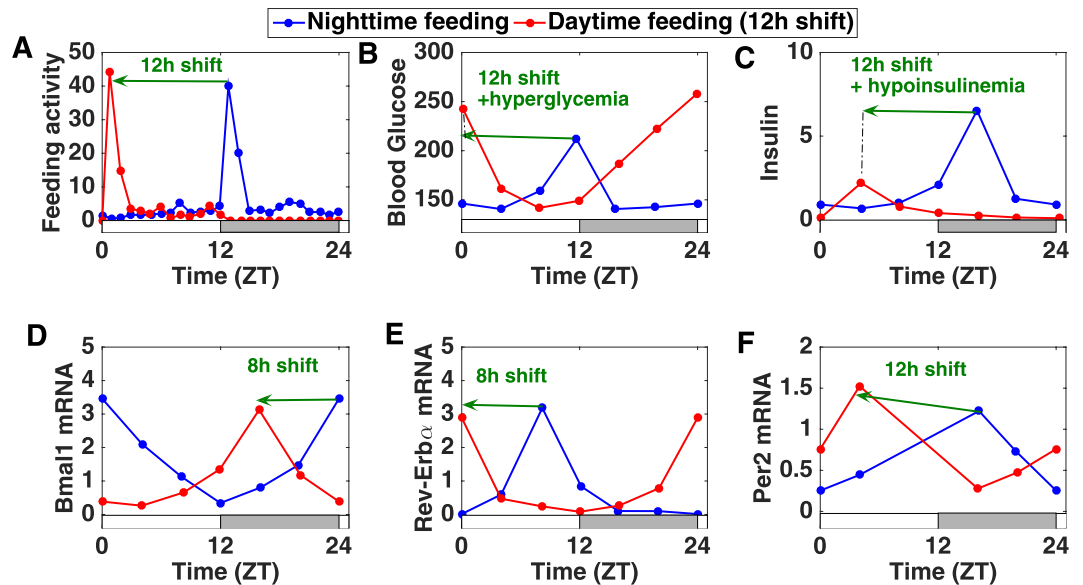 Nighttime feeding Daytime feeding (12h shift)
A
Feeding activity
50
40
30
20
10
0
12h shift
0 12 24
Time (ZT)
B
Blood Glucose
300
250
200
150
12h shift
+hyperglycemia
0 12 24
Time (ZT)
C
Insulin
10
5
0
12h shift
+ hypoinsulinemia
0 12 24
Time (ZT)
D
Bmal1 mRNA
5
4
3
2
1
0
8h shift
0 12 24
Time (ZT)
E
Rev-Erbα mRNA
5
4
3
2
1
0
8h shift
0 12 24
Time (ZT)
F
Per2 mRNA
2
1.5
1
0.5
0
12h shift
0 12 24
Time (ZT)